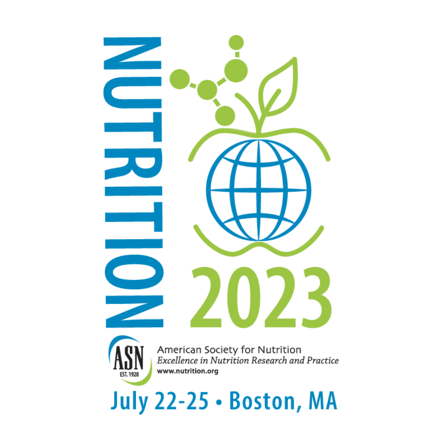 NUTRITION
2023
ASN
EST. 1928
American Society for Nutrition
Excellence in Nutrition Research and Practice
www.nutrition.org
July 22-25 • Boston, MA